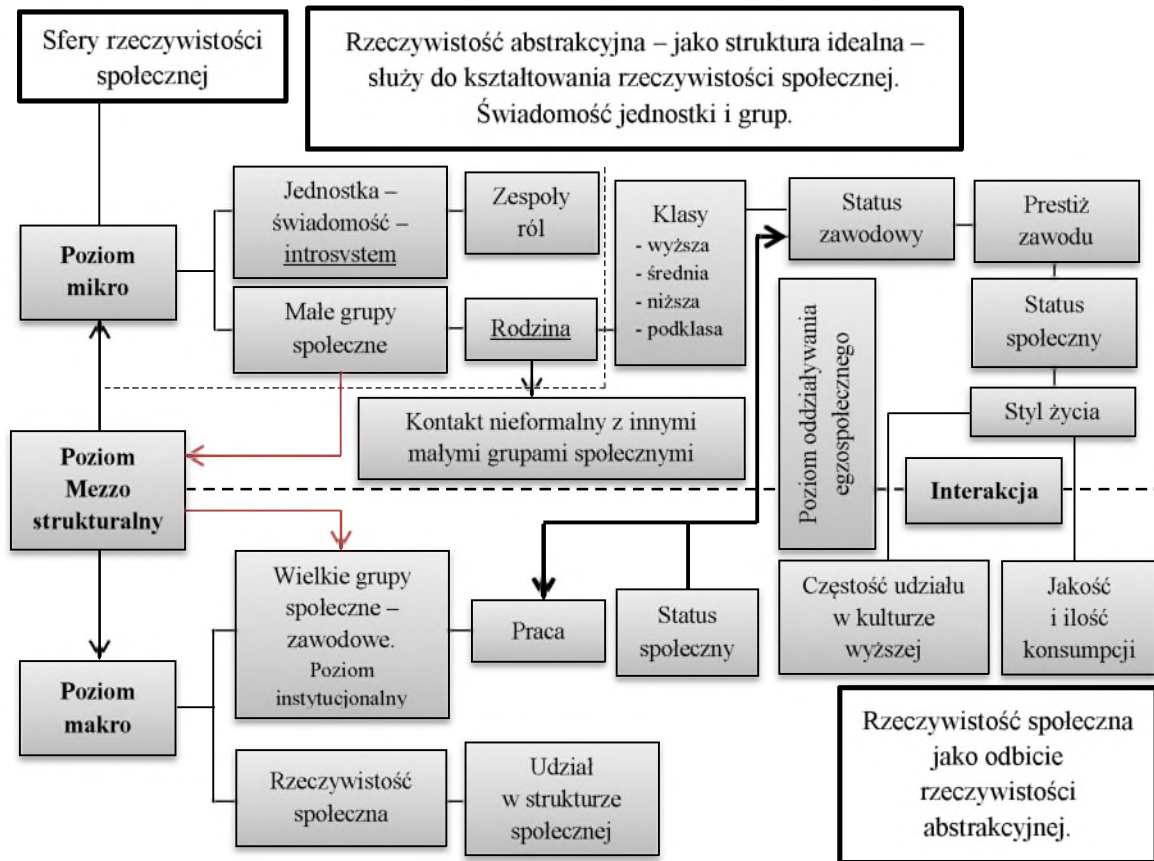 Sfery rzeczywistości
społecznej
Rzeczywistość abstrakcyjna – jako struktura idealna –
służy do kształtowania rzeczywistości społecznej.
Świadomość jednostki i grup.
Poziom
mikro
Jednostka –
świadomość –
introsystem
Zespoły
ról
Małe grupy
społeczne
Rodzina
Klasy
- wyższa
- średnia
- niższa
- podklasa
Status
zawodowy
Prestiż
zawodu
Status
społeczny
Styl życia
Poziom oddziaływania
egzospołecznego
Kontakt nieformalny z innymi
małymi grupami społecznymi
Poziom
Mezzo
strukturalny
Interakcja
Wielkie grupy
społeczne –
zawodowe.
Poziom
instytucjonalny
Praca
Status
społeczny
Częstość udziału
w kulturze
wyższej
Jakość
i ilość
konsumpcji
Poziom
makro
Rzeczywistość
społeczna
Udział
w strukturze
społecznej
Rzeczywistość społeczna
jako odbicie
rzeczywistości
abstrakcyjnej.